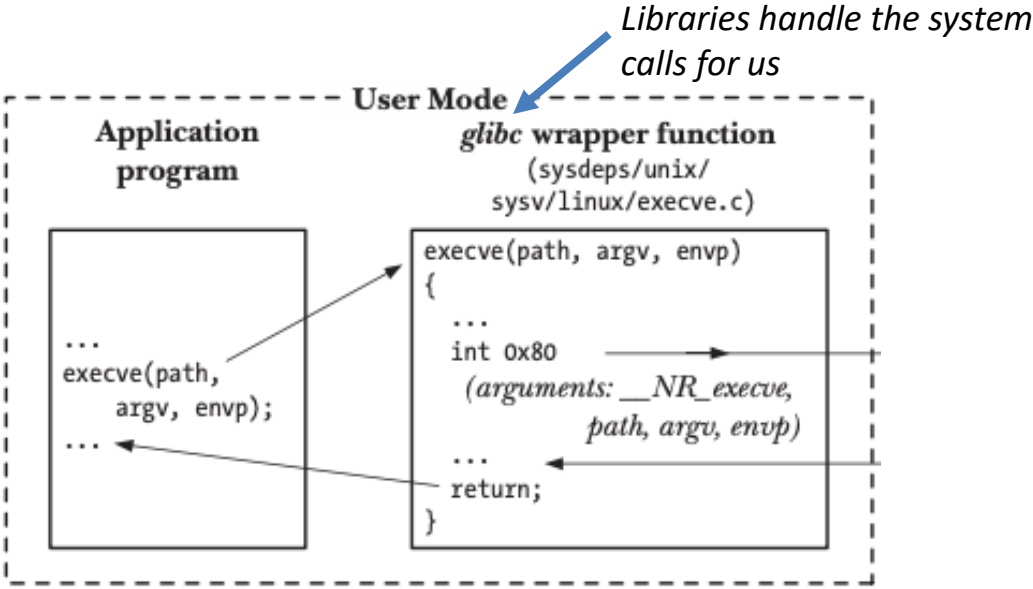 Libraries handle the system
calls for us
User Mode
Application
program
glibc wrapper function
(sysdeps/unix/
sysv/linux/execve.c)
...
execve(path,
argv, envp);
...
execve(path, argv, envp)
{
...
int 0x80
(arguments: __NR_execve,
path, argv, envp)
...
return;
}